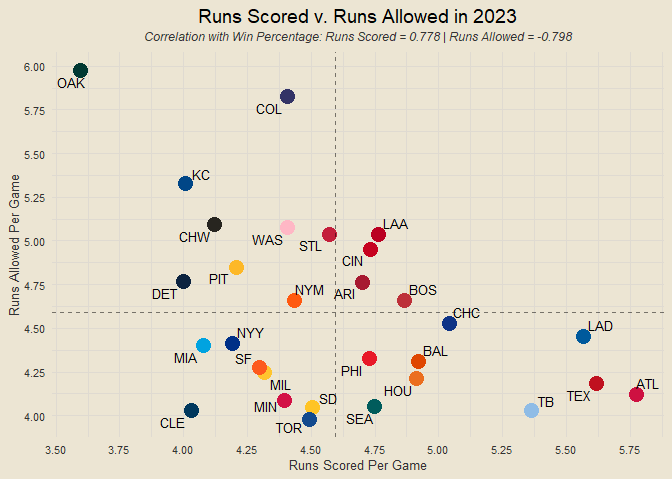 Runs Scored v. Runs Allowed in 2023
Correlation with Win Percentage: Runs Scored = 0.778 | Runs Allowed = -0.798
6.00
OAK
COL
5.75
5.50
5.25
KC
5.00
CHW
WAS
STL
LAA
CIN
4.75
DET
PIT
NYM
ARI
BOS
4.50
CHC
LAD
MIA
NYY
SF
MIL
PHI
BAL
HOU
4.25
CLE
MIN
SD
TOR
SEA
TB
TEX
ATL
4.00
Runs Allowed Per Game
3.50 3.75 4.00 4.25 4.50 4.75 5.00 5.25 5.50 5.75
Runs Scored Per Game